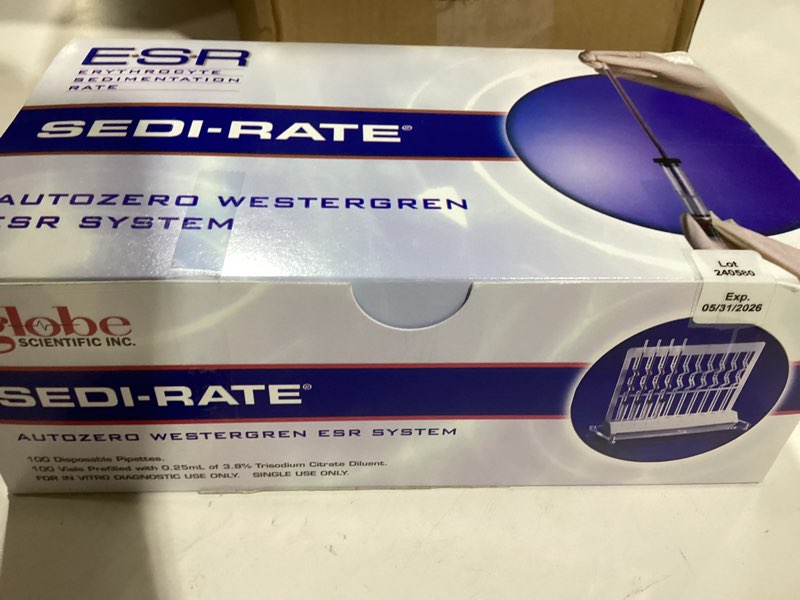 E·S·R
ERYTHROCYTE
SEDIMENTATION
RATE
SEDI-RATE®
AUTOZERO WESTERGREN
ESR SYSTEM
Lot
240580
Exp.
05/31/2026
globe
SCIENTIFIC INC.
SEDI-RATE®
AUTOZERO WESTERGREN ESR SYSTEM
100 Disposable Pipettes.
100 Vials Prefilled with 0.25mL of 3.8% Trisodium Citrate Diluent.
FOR IN VITRO DIAGNOSTIC USE ONLY. SINGLE USE ONLY.